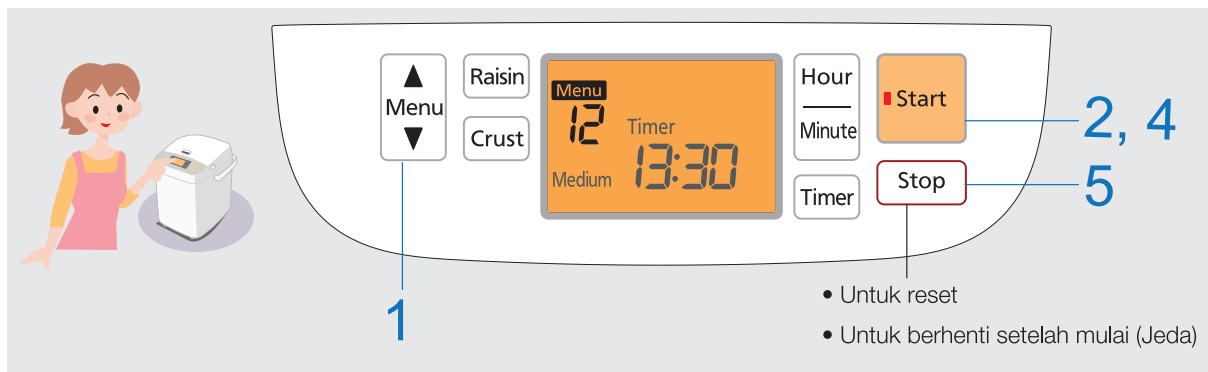 Menu
Raisin
Crust
Menu
12
Timer
Medium
13:30
Hour
Minute
Timer
Start
Stop
2, 4
5
1
• Untuk reset
• Untuk berhenti setelah mulai (Jeda)